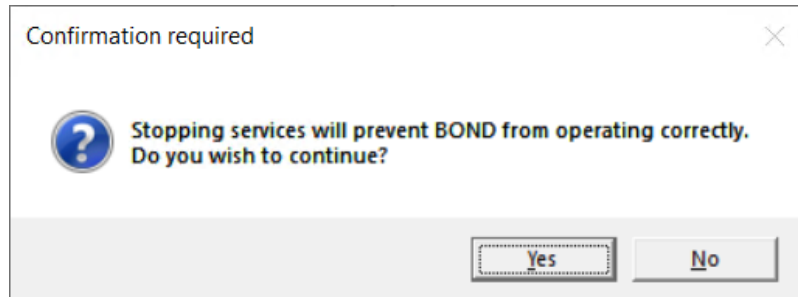 Confirmation required
Stopping services will prevent BOND from operating correctly.
Do you wish to continue?
Yes
No